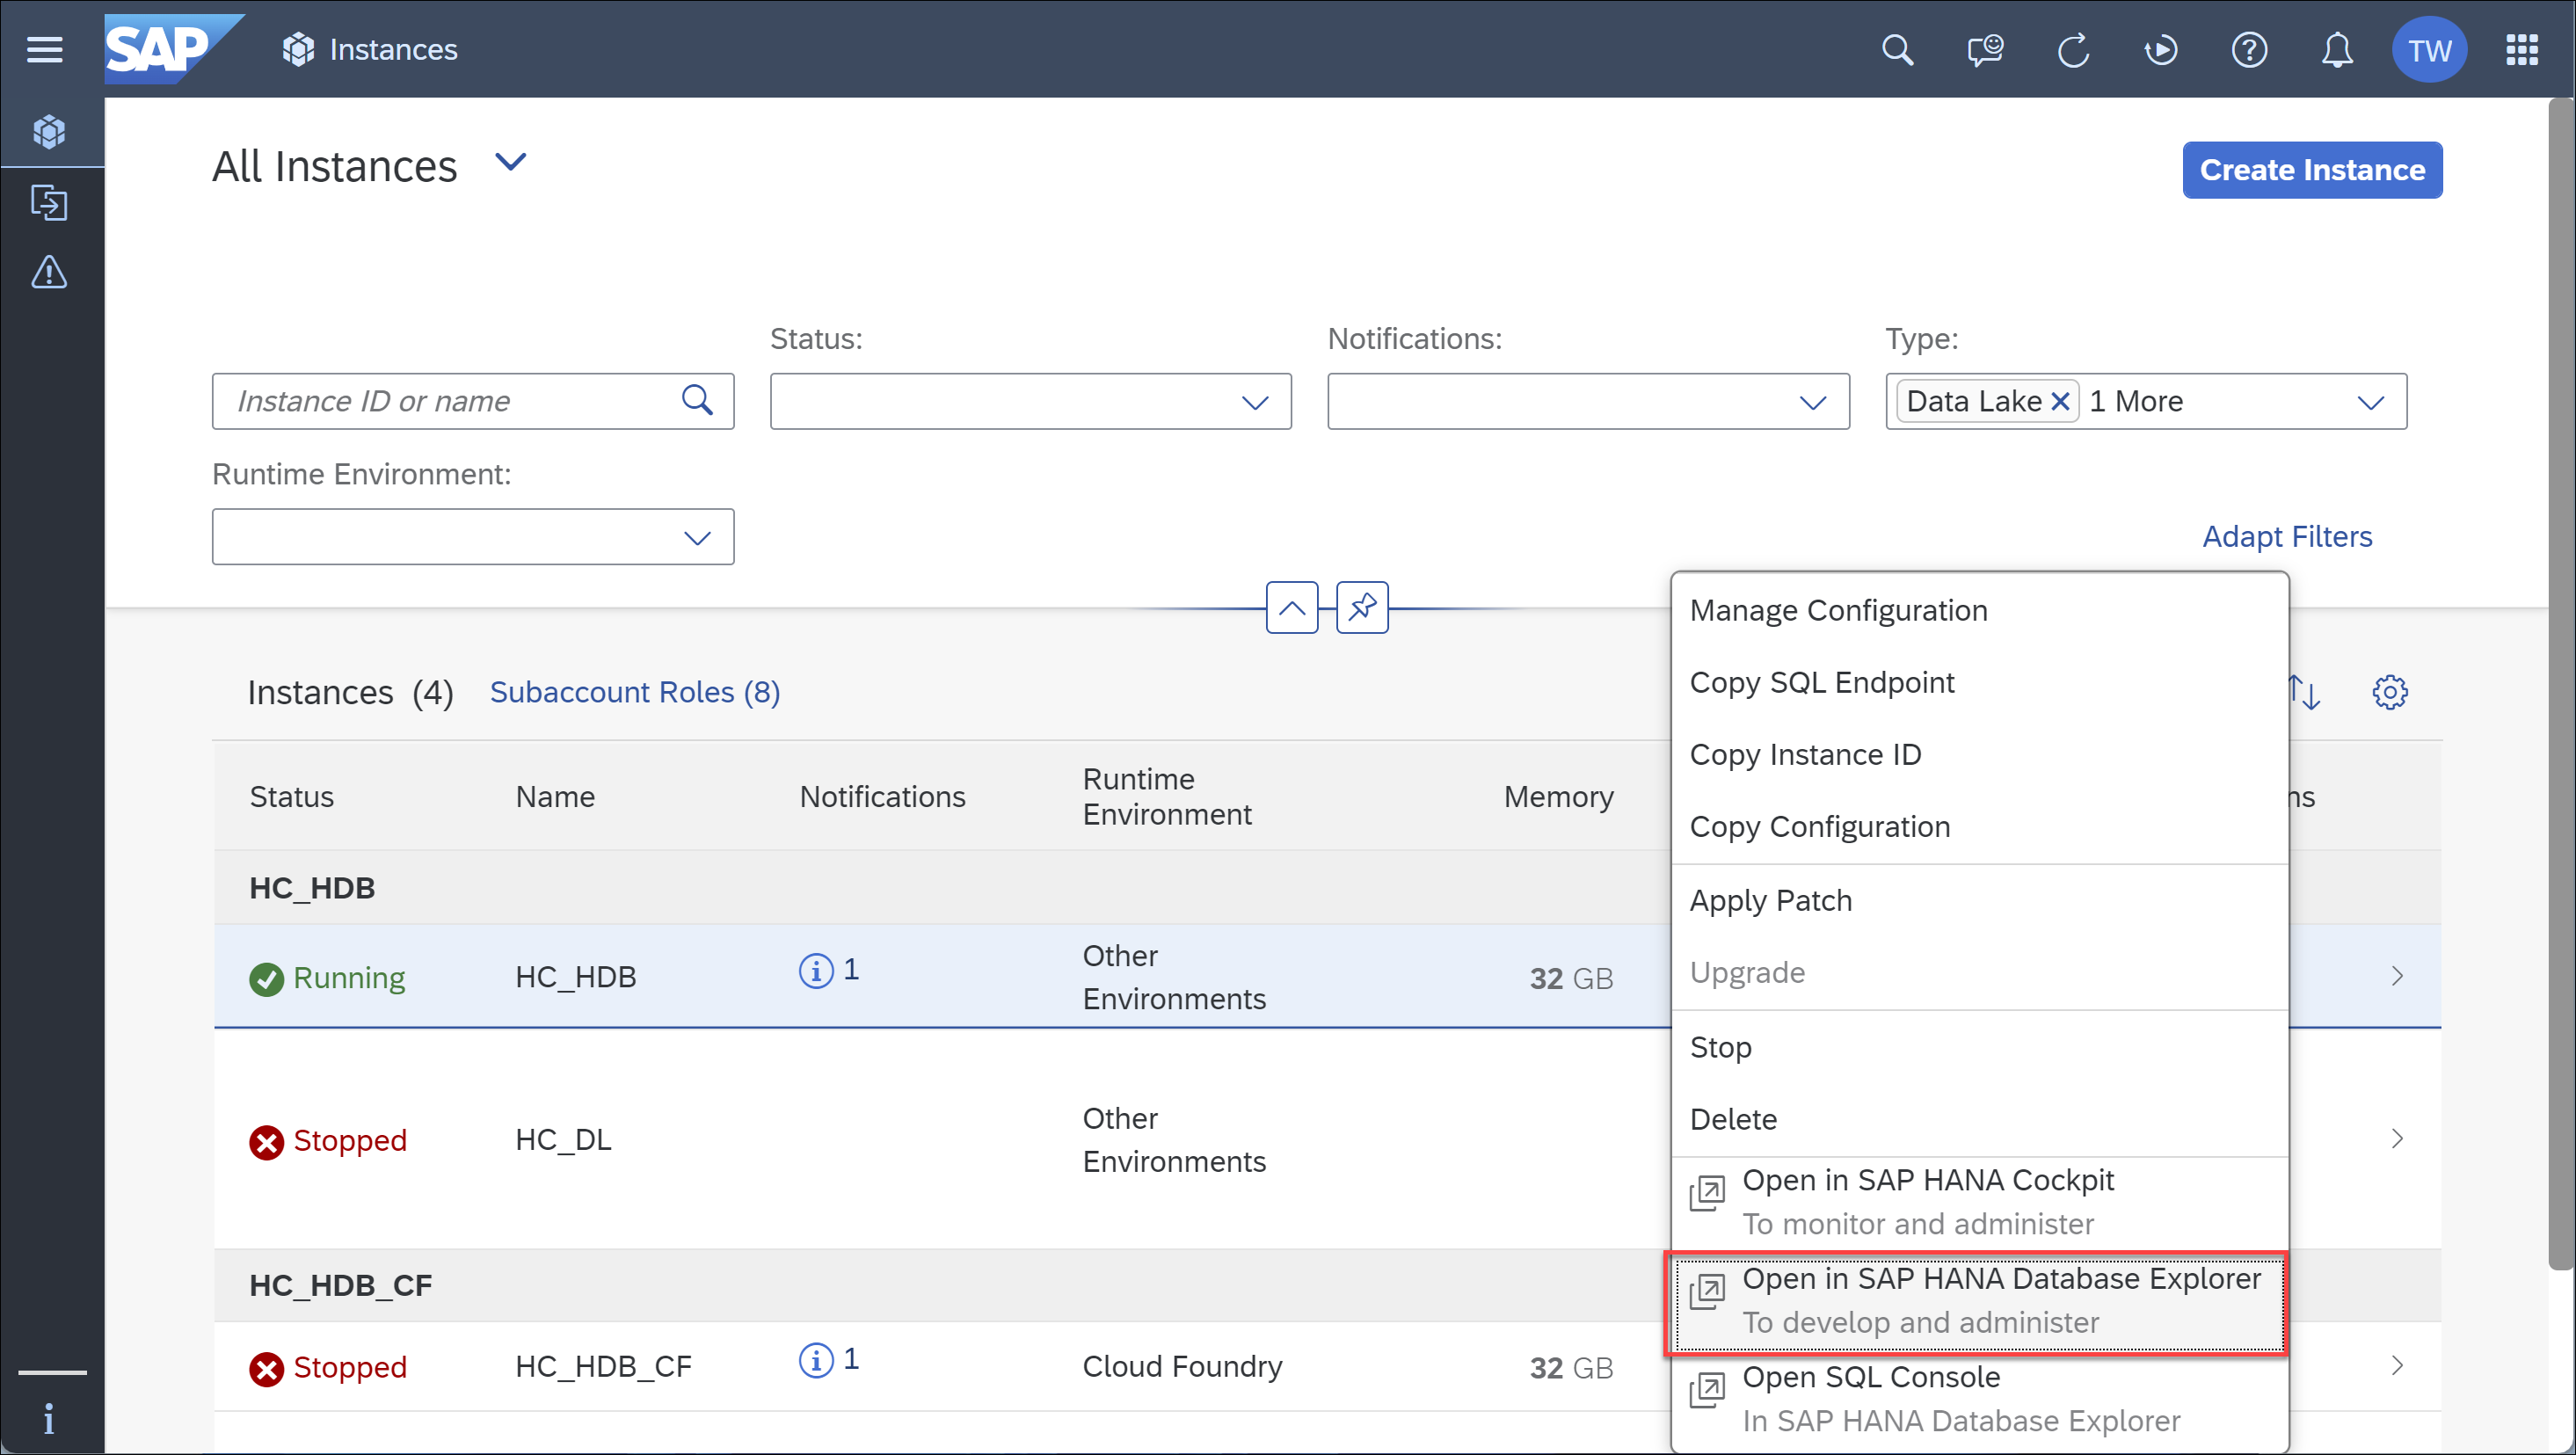 SAP
Instances
TW
All Instances
Create Instance
Status:
Notifications:
Type:
Instance ID or name
Data Lake
1 More
Runtime Environment:
Adapt Filters
Instances (4)
Subaccount Roles (8)
Status
Name
Notifications
Runtime
Environment
Memory
ns
HC_HDB
Running
HC_HDB
1
Other
Environments
32 GB
Stopped
HC_DL
Other
Environments
HC_HDB_CF
Stopped
HC_HDB_CF
1
Cloud Foundry
32 GB
Manage Configuration
Copy SQL Endpoint
Copy Instance ID
Copy Configuration
Apply Patch
Upgrade
Stop
Delete
Open in SAP HANA Cockpit
To monitor and administer
Open in SAP HANA Database Explorer
To develop and administer
Open SQL Console
In SAP HANA Database Explorer